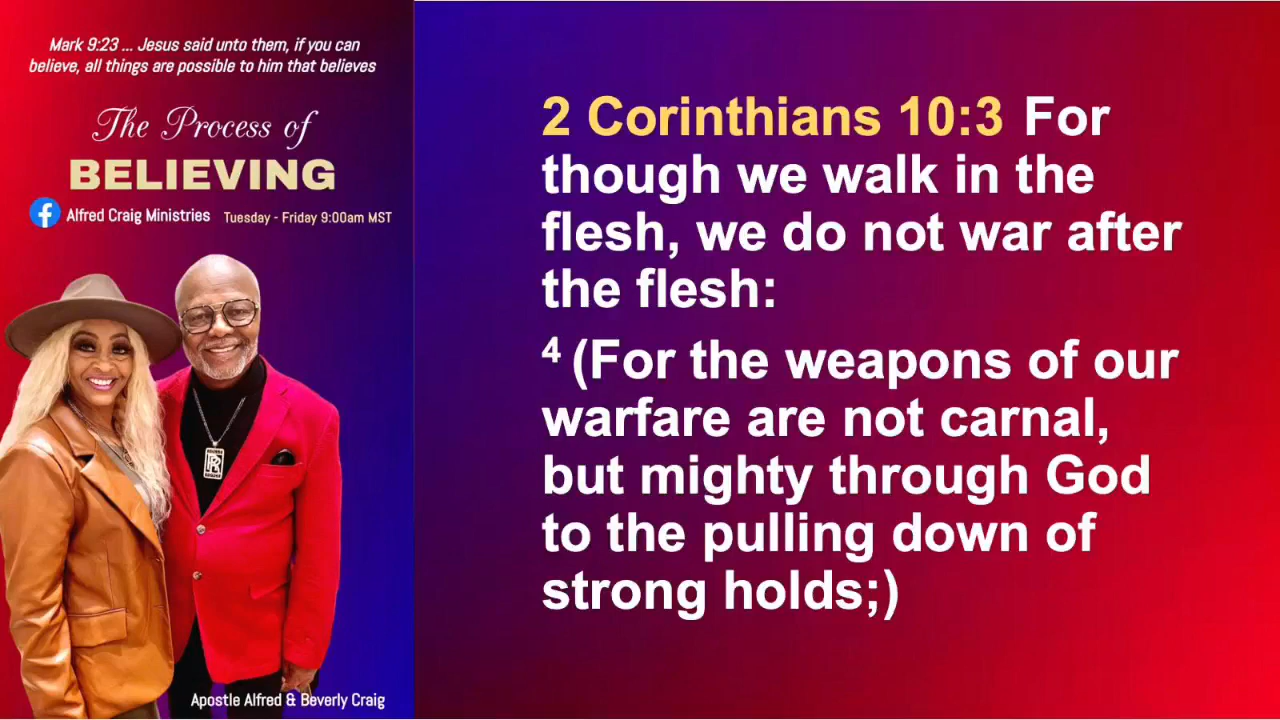 Mark 9:23 ... Jesus said unto them, if you can
believe, all things are possible to him that believes
The Process of
BELIEVING
Alfred Craig Ministries Tuesday - Friday 9:00am MST
Apostle Alfred & Beverly Craig
2 Corinthians 10:3 For
though we walk in the
flesh, we do not war after
the flesh:
4 (For the weapons of our
warfare are not carnal,
but mighty through God
to the pulling down of
strong holds;)